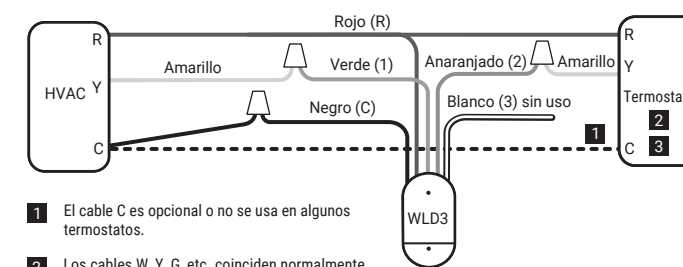 Rojo (R)
R
R
Amarillo
Verde (1)
Anaranjado (2)
Amarillo
Y
Y
HVAC
Negro (C)
Blanco (3) sin uso
2
1
C
C
3
WLD3
1 El cable C es opcional o no se usa en algunos
termostatos.
2 Los cables W, Y, G, etc. coinciden normalmente